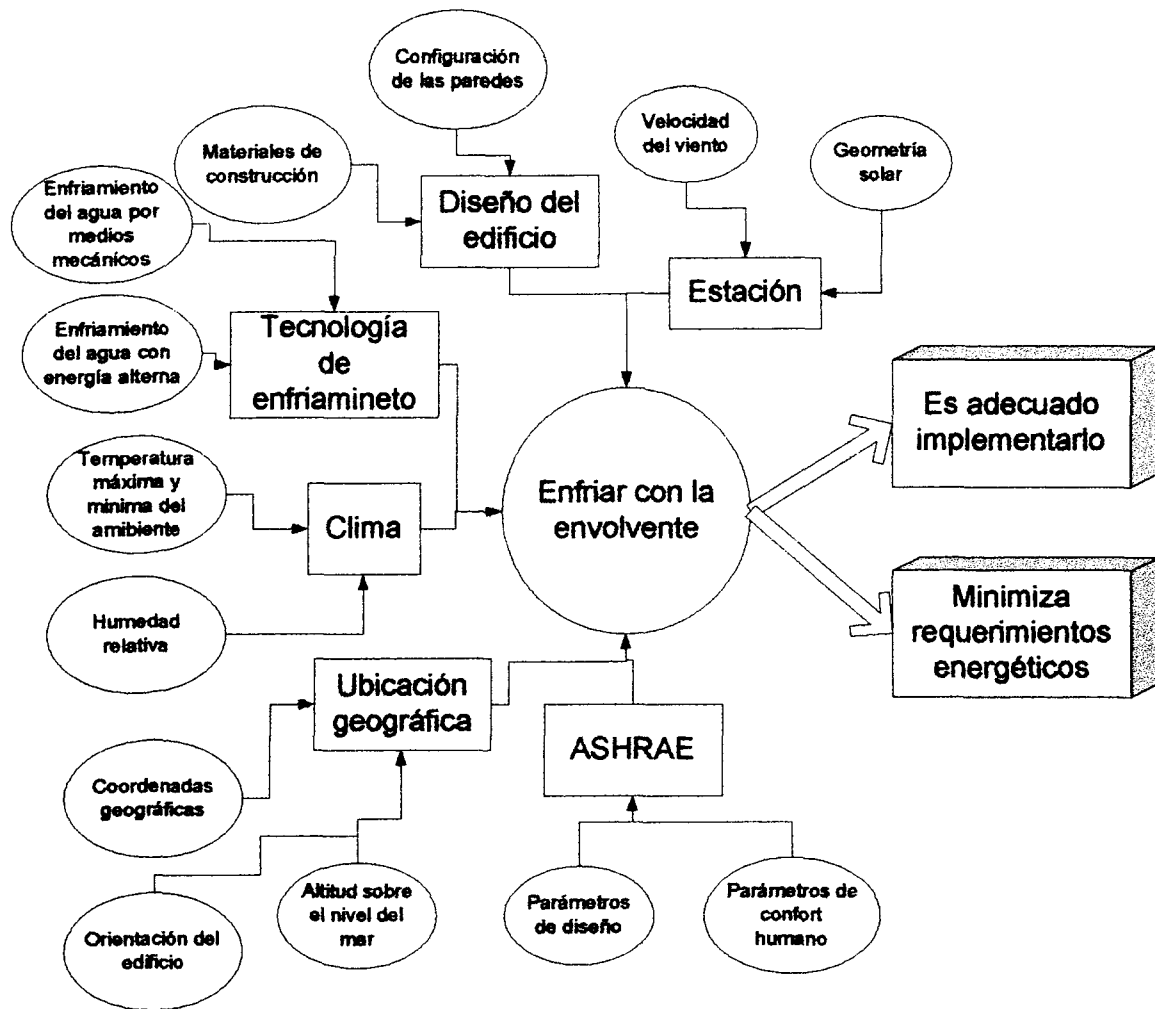 Configuración
de las paredes
Velocidad
del viento
Geometría
solar
Materiales de
construcción
Enfriamiento
del agua por
medios
mecánicos
Diseño del
edificio
Estación
Enfriamiento
del agua con
energía alterna
Tecnología
de
enfriamineto
Es adecuado
implementarlo
Temperatura
máxima y
mínima del
amibiente
Clima
Enfriar con la
envolvente
Humedad
relativa
Minimiza
requerimientos
energéticos
Ubicación
geográfica
ASHRAE
Coordenadas
geográficas
Orientación del
edificio
Altitud sobre
el nivel del
mar
Parámetros
de diseño
Parámetros de
confort
humano